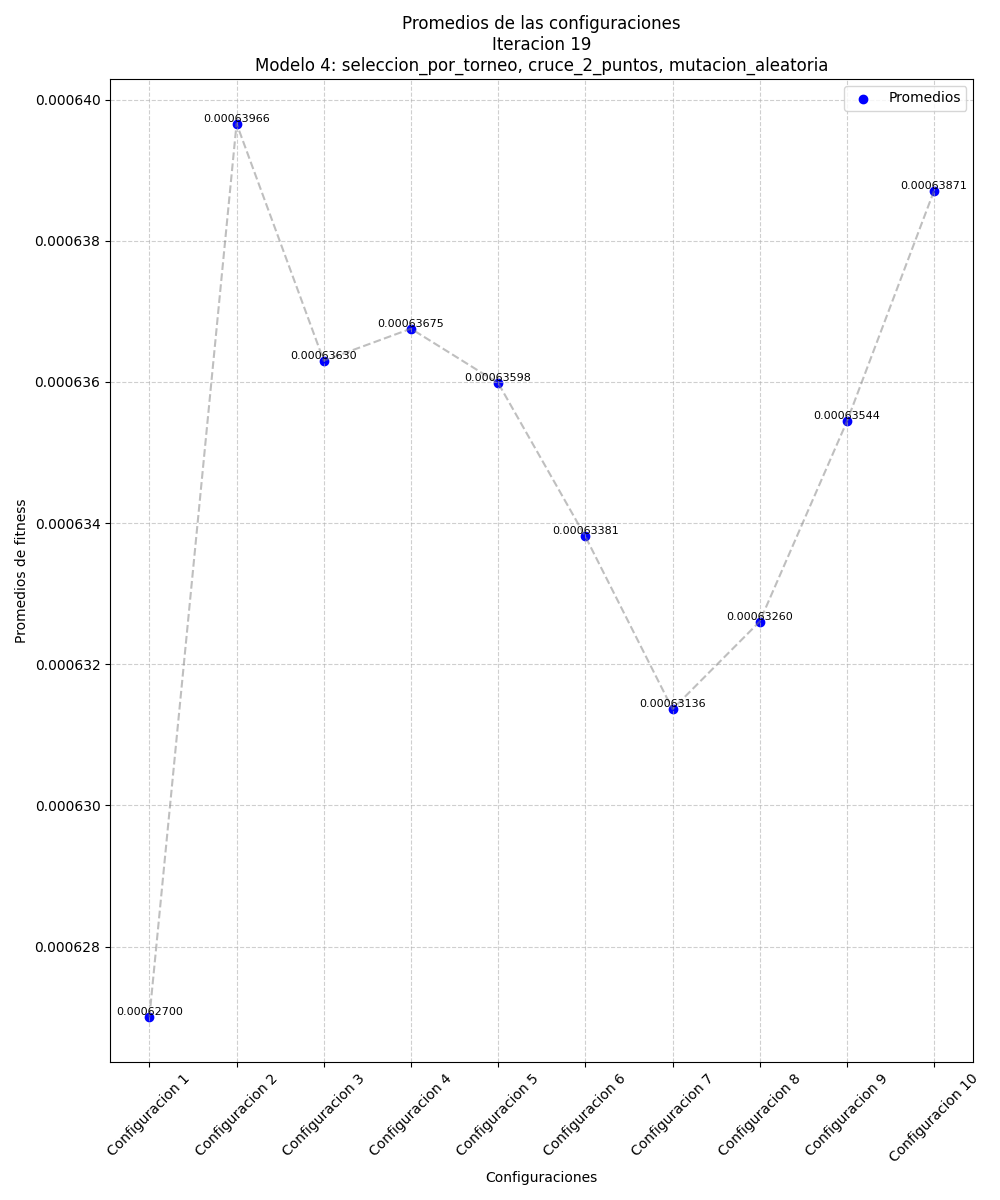 Promedios de las configuraciones
Iteracion 19
Modelo 4: seleccion_por_torneo, cruce_2_puntos, mutacion_aleatoria
Promedios
0.000640
0.000638
0.000636
0.000634
0.000632
0.000630
0.000628
Promedios de fitness
0.00062700
0.00063966
0.00063630
0.00063675
0.00063598
0.00063381
0.00063136
0.00063260
0.00063544
0.00063871
Configuracion 1
Configuracion 2
Configuracion 3
Configuracion 4
Configuracion 5
Configuracion 6
Configuracion 7
Configuracion 8
Configuracion 9
Configuracion 10
Configuraciones